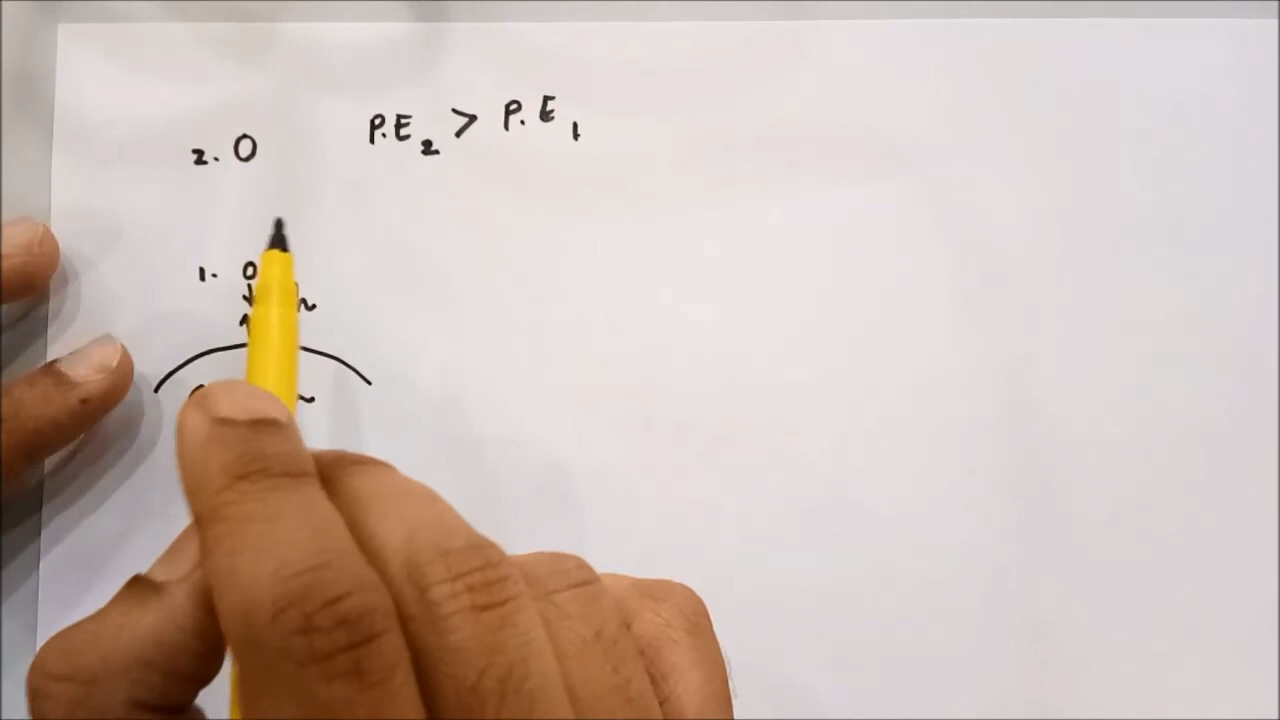 P.E₂ > P.E₁
2. O
1. O